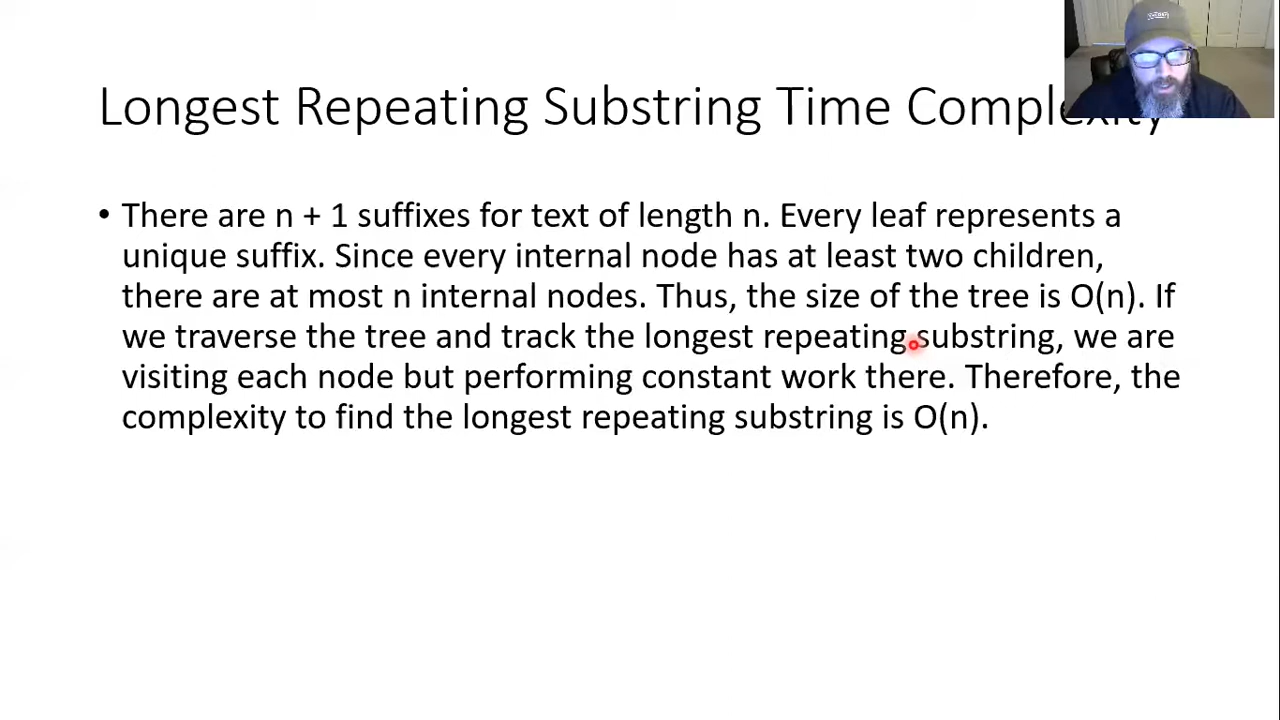 Longest Repeating Substring Time Complexity
• There are n + 1 suffixes for text of length n. Every leaf represents a
unique suffix. Since every internal node has at least two children,
there are at most n internal nodes. Thus, the size of the tree is O(n). If
we traverse the tree and track the longest repeating substring, we are
visiting each node but performing constant work there. Therefore, the
complexity to find the longest repeating substring is O(n).